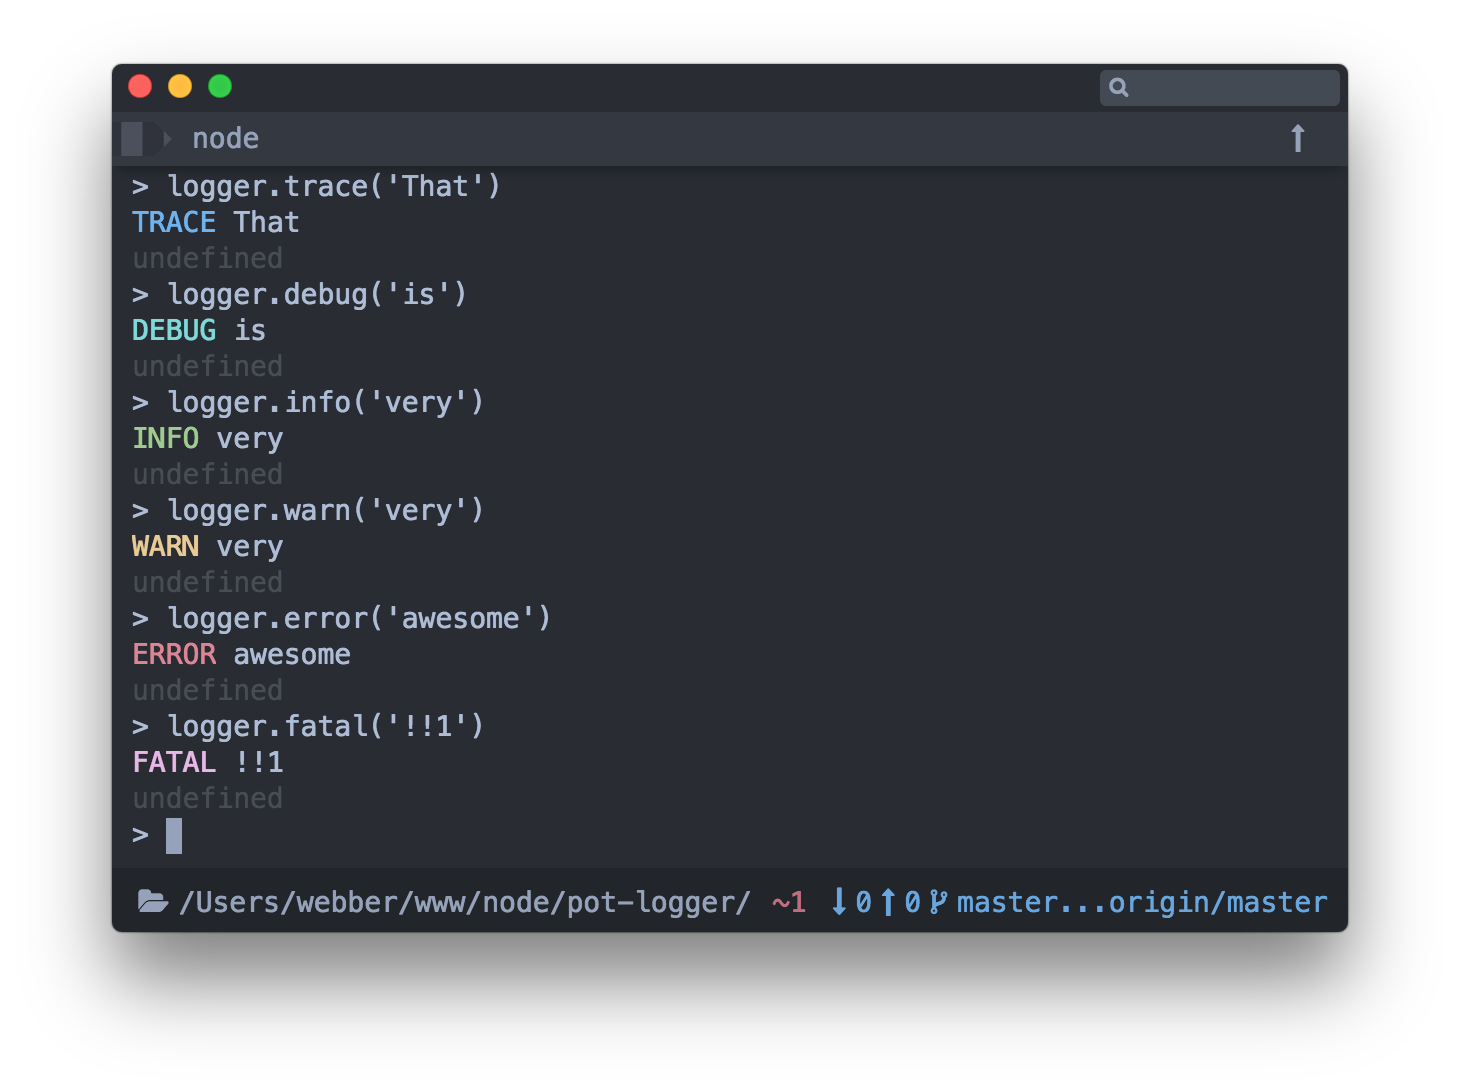 node
> logger.trace('That')
TRACE That
undefined
> logger.debug('is')
DEBUG is
undefined
> logger.info('very')
INFO very
undefined
> logger.warn('very')
WARN very
undefined
> logger.error('awesome')
ERROR awesome
undefined
> logger.fatal('!!1')
FATAL !!1
undefined
>
/Users/webber/www/node/pot-logger/ ~1 ↓0↑0 master...origin/master